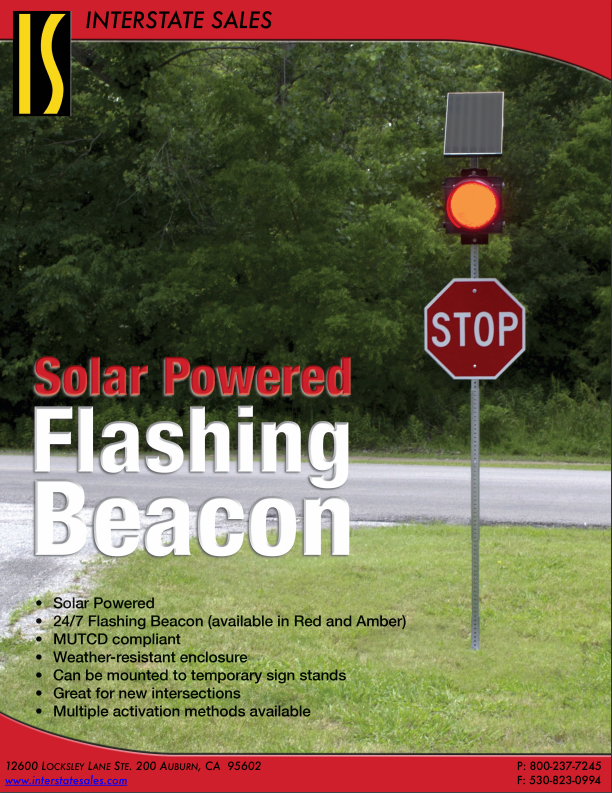 IS
INTERSTATE SALES
STOP
Solar Powered
Flashing
Beacon
• Solar Powered
• 24/7 Flashing Beacon (available in Red and Amber)
• MUTCD compliant
• Weather-resistant enclosure
• Can be mounted to temporary sign stands
• Great for new intersections
• Multiple activation methods available
12600 LOCKSLEY LANE STE. 200 AUBURN, CA 95602
www.interstatesales.com
P: 800-237-7245
F: 530-823-0994